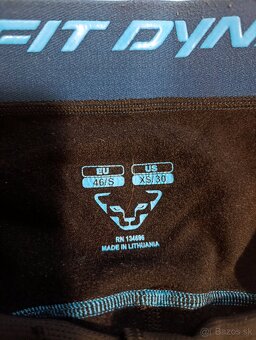 FIT DYN
EU US
46/S XS/30
RN 134696
MADE IN LITHUANIA
Bazos.sk